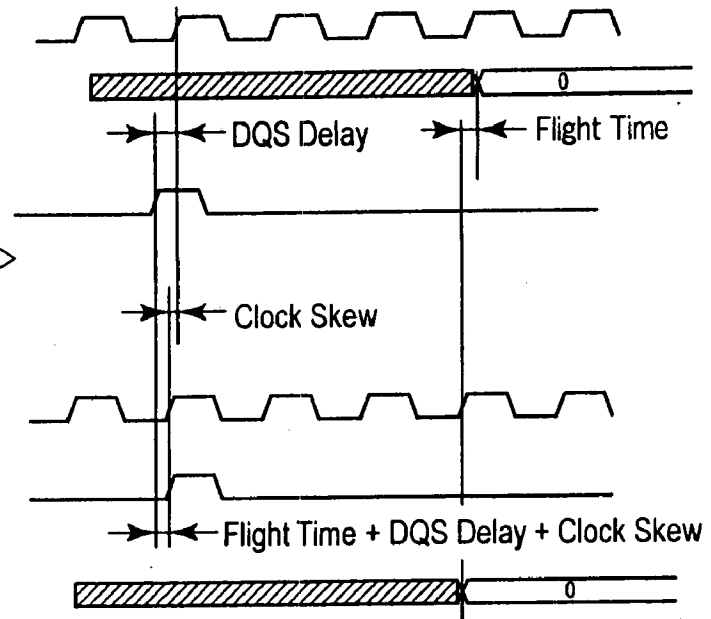 0
DQS Delay
Flight Time
Clock Skew
Flight Time + DQS Delay + Clock Skew
0